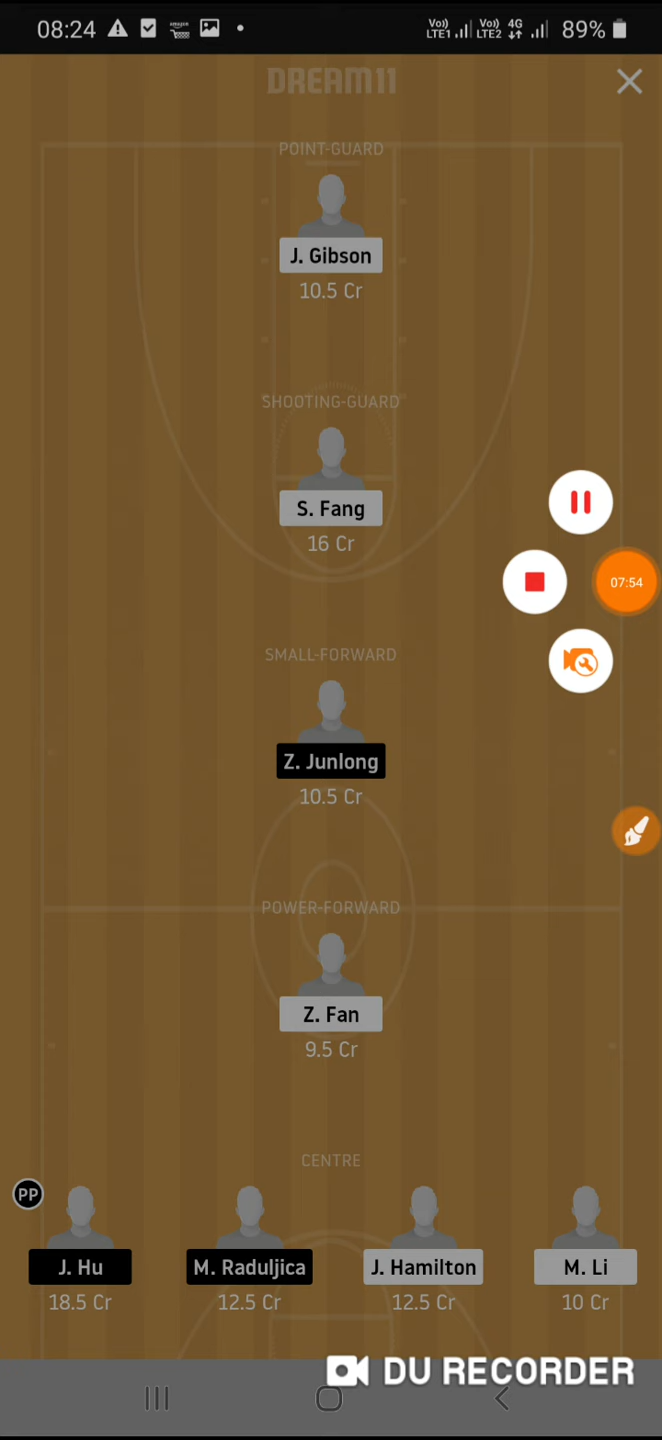 08:24
Vo) LTE1 Vo) LTE2 4G 89%
amazon
DREAM11
POINT-GUARD
J. Gibson
10.5 Cr
SHOOTING-GUARD
S. Fang
16 Cr
07:54
SMALL-FORWARD
Z. Junlong
10.5 Cr
POWER-FORWARD
Z. Fan
9.5 Cr
CENTRE
PP
J. Hu M. Raduljica J. Hamilton M. Li
18.5 Cr 12.5 Cr 12.5 Cr 10 Cr
DU RECORDER